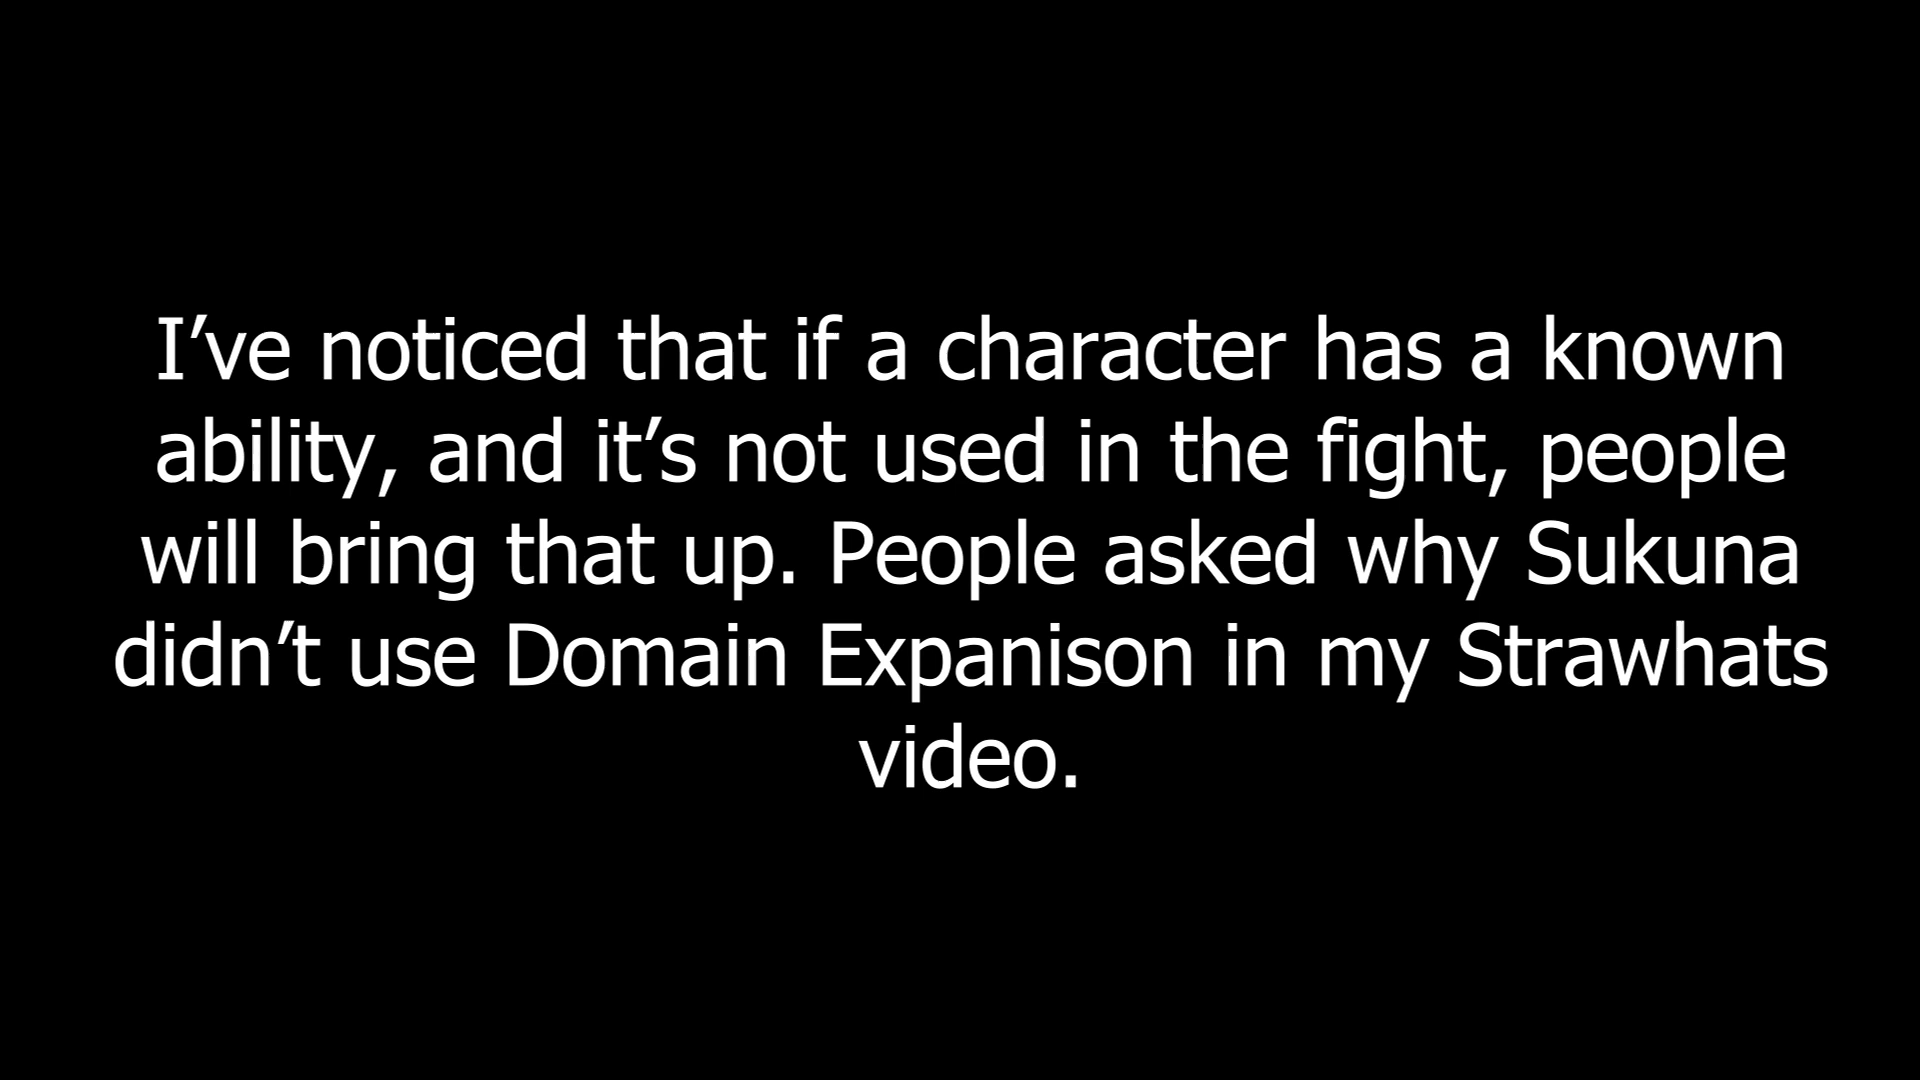 I’ve noticed that if a character has a known
ability, and it’s not used in the fight, people
will bring that up. People asked why Sukuna
didn’t use Domain Expanison in my Strawhats
video.